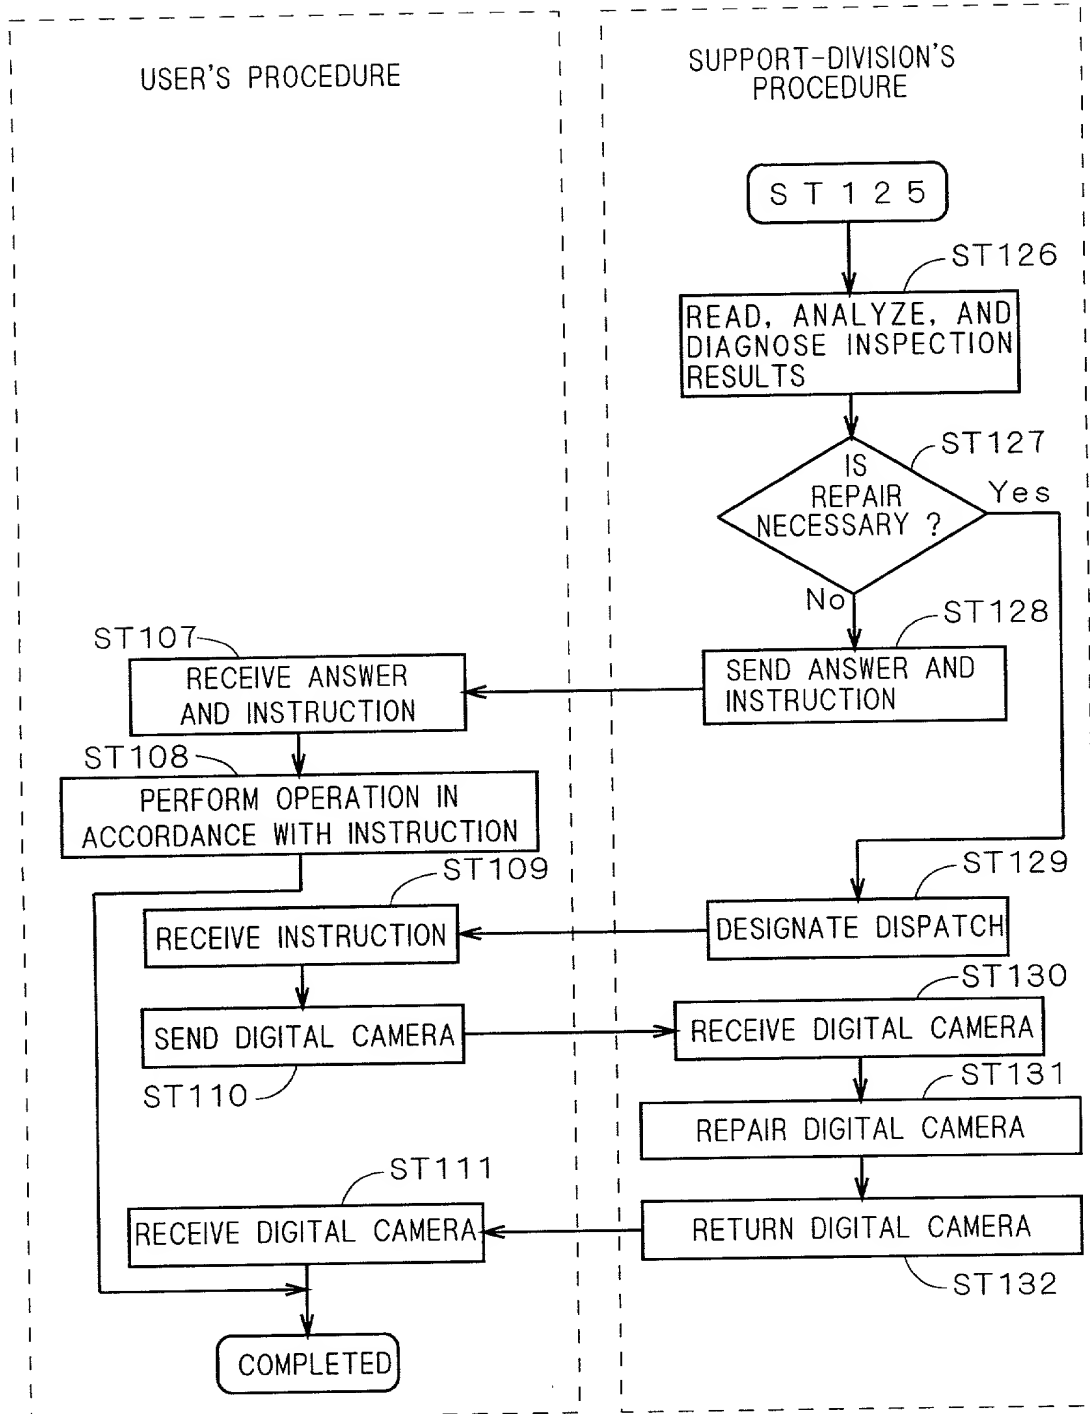 USER'S PROCEDURE
SUPPORT-DIVISION'S
PROCEDURE
ST125
ST126
READ, ANALYZE, AND
DIAGNOSE INSPECTION
RESULTS
ST127
IS
REPAIR
NECESSARY ?
Yes
No
ST128
SEND ANSWER AND
INSTRUCTION
ST107
RECEIVE ANSWER
AND INSTRUCTION
ST108
PERFORM OPERATION IN
ACCORDANCE WITH INSTRUCTION
ST129
DESIGNATE DISPATCH
ST109
RECEIVE INSTRUCTION
SEND DIGITAL CAMERA
ST110
ST130
RECEIVE DIGITAL CAMERA
ST131
REPAIR DIGITAL CAMERA
RETURN DIGITAL CAMERA
ST132
ST111
RECEIVE DIGITAL CAMERA
COMPLETED